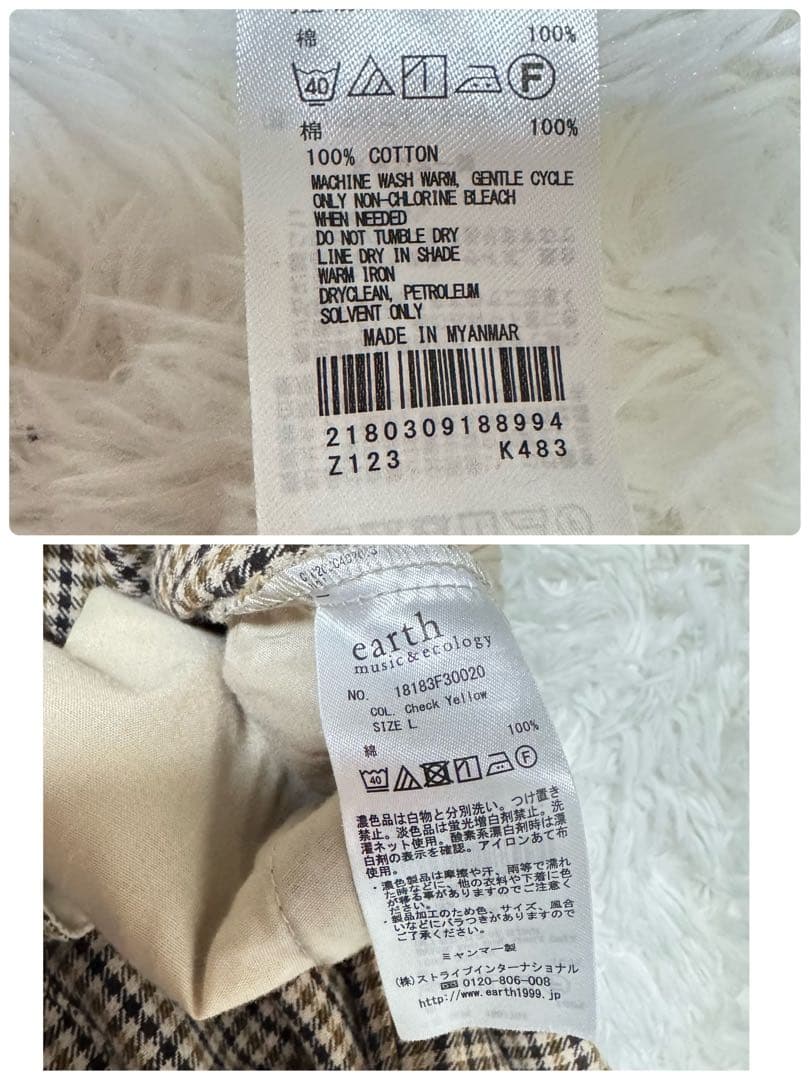 棉 100%
40 F
棉 100%
100% COTTON
MACHINE WASH WARM, GENTLE CYCLE
ONLY NON-CHLORINE BLEACH
WHEN NEEDED
DO NOT TUMBLE DRY
LINE DRY IN SHADE
WARM IRON
DRYCLEAN, PETROLEUM
SOLVENT ONLY
MADE IN MYANMAR
2180309188994
Z123 K483
earth
music&ecology
NO. 18183F30020
COL. Check Yellow
SIZE L
綿 100%
40 F
濃色品は白物と分別洗い。つけ置き
禁止。淡色品は蛍光増白剤禁止。洗
濯ネット使用。酸素系漂白剤時は漂
白剤の表示を確認。アイロンあて布
使用。
・濃色製品は摩擦や汗、雨等で濡れ
た時などに、他の衣料や下着に色
が移る事がありますのでご注意く
ださい。
・製品加工のため色、サイズ、風合
いなどにバラつきがありますので
ご了承ください。
ミャンマー製
(株)ストライプインターナショナル
0120-806-008
http://www.earth1999.jp